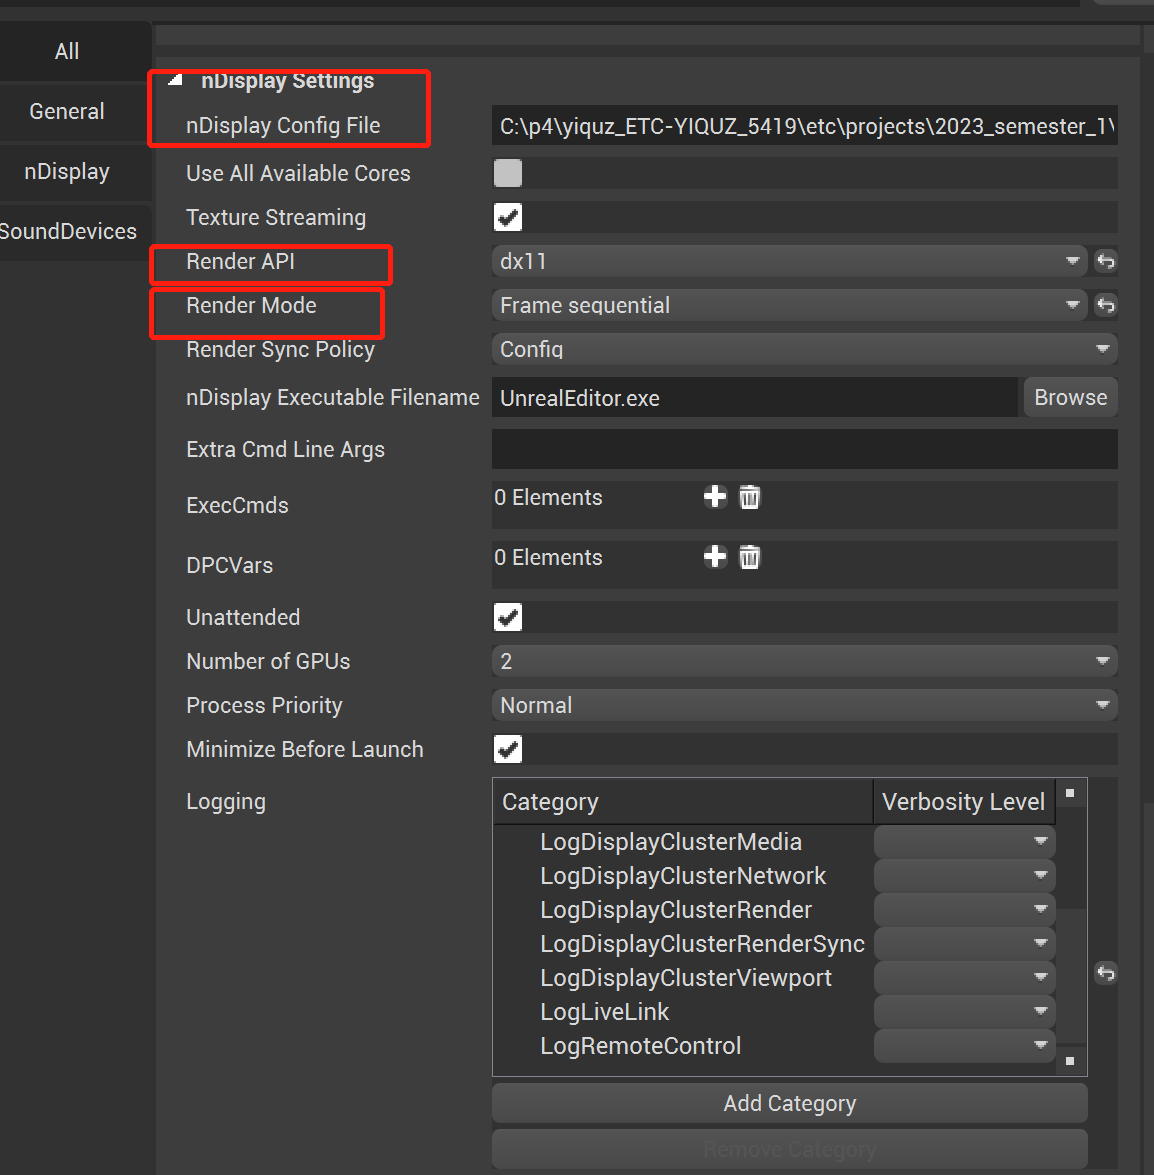 All
General
nDisplay
SoundDevices
nDisplay Settings
nDisplay Config File
C:\p4\yiquz_ETC-YIQUZ_5419\etc\projects\2023_semester_1\
Use All Available Cores
Texture Streaming
Render API
dx11
Render Mode
Frame sequential
Render Sync Policy
Config
nDisplay Executable Filename
UnrealEditor.exe
Browse
Extra Cmd Line Args
ExecCmds
0 Elements
DPCVars
0 Elements
Unattended
Number of GPUs
2
Process Priority
Normal
Minimize Before Launch
Logging
Category
Verbosity Level
LogDisplayClusterMedia
LogDisplayClusterNetwork
LogDisplayClusterRender
LogDisplayClusterRenderSync
LogDisplayClusterViewport
LogLiveLink
LogRemoteControl
Add Category
Remove Category